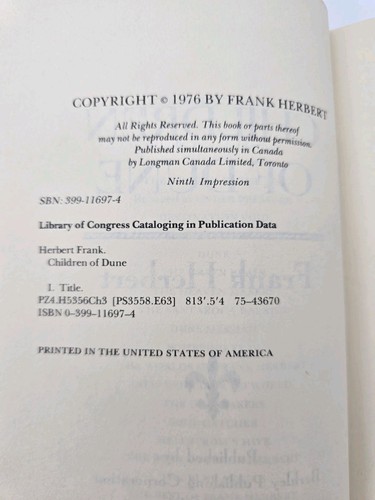 COPYRIGHT © 1976 BY FRANK HERBERT
All Rights Reserved. This book or parts thereof
may not be reproduced in any form without permission.
Published simultaneously in Canada
by Longman Canada Limited, Toronto
Ninth Impression
SBN: 399-11697-4
Library of Congress Cataloging in Publication Data
Herbert Frank.
Children of Dune
I. Title.
PZ4.H5356Ch3 [PS3558.E63] 813'.5'4 75-43670
ISBN 0-399-11697-4
PRINTED IN THE UNITED STATES OF AMERICA